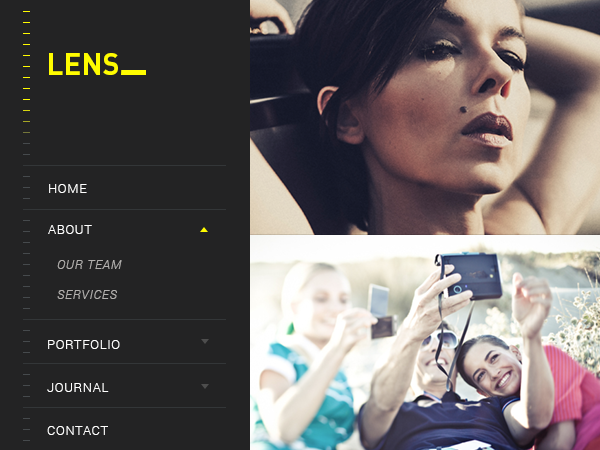 LENS_
HOME
ABOUT
OUR TEAM
SERVICES
PORTFOLIO
JOURNAL
CONTACT